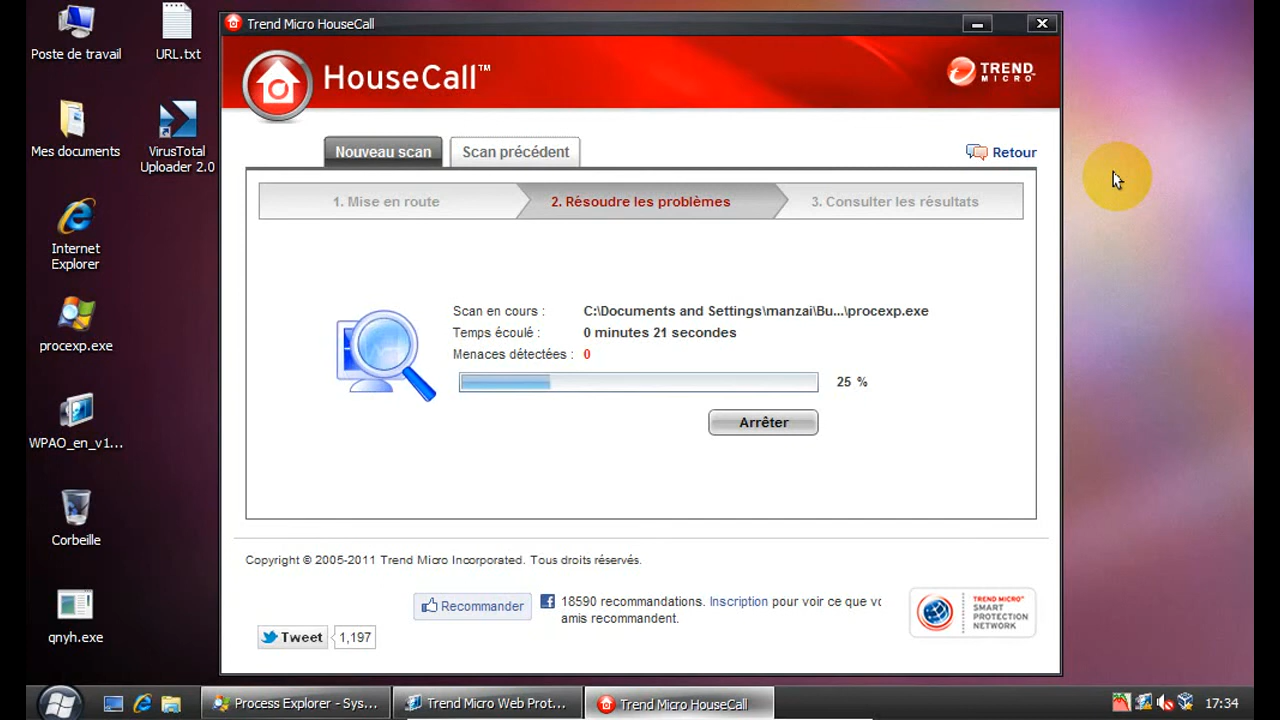 Poste de travail
URL.txt
Mes documents
VirusTotal
Uploader 2.0
Internet
Explorer
procexp.exe
WPAO_en_v1...
Corbeille
qnyh.exe
Trend Micro HouseCall
HouseCall™
TREND
MICRO
Nouveau scan
Scan précédent
Retour
1. Mise en route
2. Résoudre les problèmes
3. Consulter les résultats
Scan en cours : C:\Documents and Settings\manzai\Bu...\procexp.exe
Temps écoulé : 0 minutes 21 secondes
Menaces détectées : 0
25 %
Arrêter
Copyright © 2005-2011 Trend Micro Incorporated. Tous droits réservés.
Recommander
18590 recommandations. Inscription pour voir ce que vo
amis recommandent.
Tweet
1,197
TREND MICRO™
SMART
PROTECTION
NETWORK
Process Explorer - Sys...
Trend Micro Web Prot...
Trend Micro HouseCall
17:34